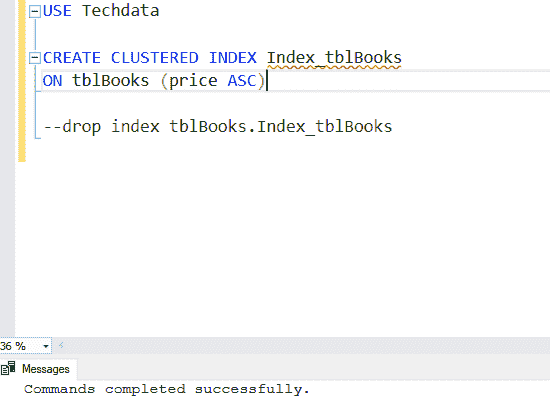 USE Techdata
CREATE CLUSTERED INDEX Index_tblBooks
ON tblBooks (price ASC)
--drop index tblBooks.Index_tblBooks
36 %
Messages
Commands completed successfully.